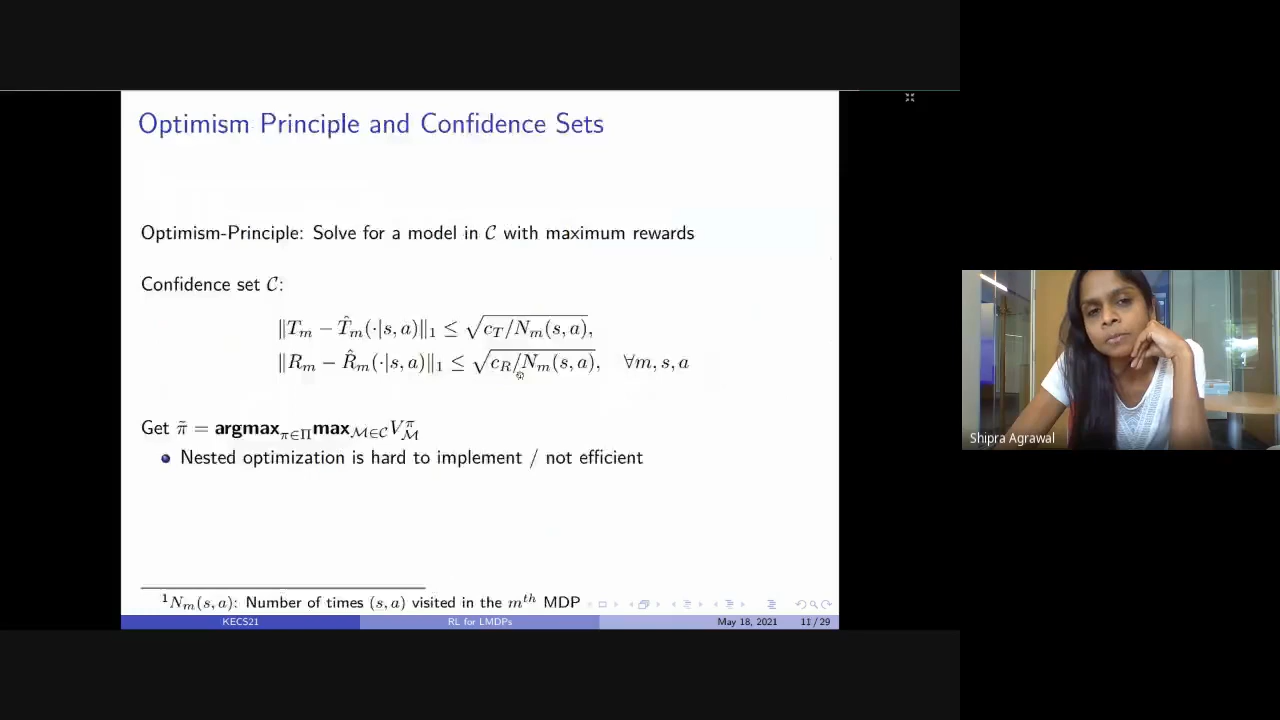 Optimism Principle and Confidence Sets
Optimism-Principle: Solve for a model in 𝒞 with maximum rewards
Confidence set 𝒞:
‖T_m − T̂_m(·|s, a)‖₁ ≤ √(c_T/N_m(s, a)),
‖R_m − R̂_m(·|s, a)‖₁ ≤ √(c_R/N_m(s, a)), ∀m, s, a
Get π̃ = argmax_{π∈Π} max_{ℳ∈𝒞} V_ℳ^π
Nested optimization is hard to implement / not efficient
¹N_m(s, a): Number of times (s, a) visited in the m^{th} MDP
KECS21 RL for LMDPs May 18, 2021 11 / 29
Shipra Agrawal